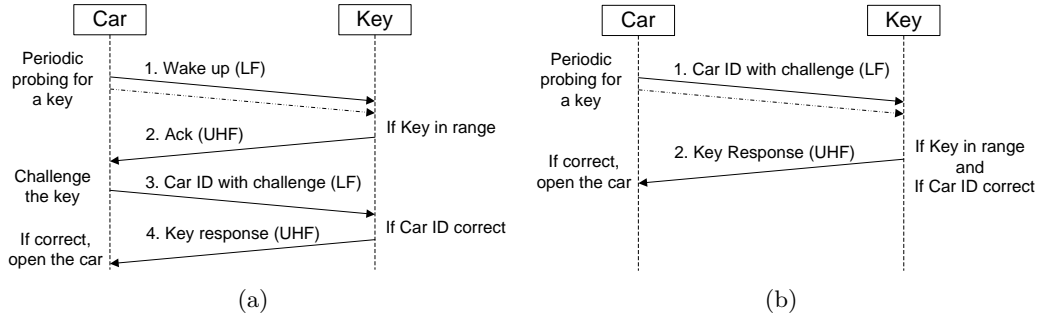 Car
Key
Periodic
probing for
a key
1. Wake up (LF)
If Key in range
2. Ack (UHF)
Challenge
the key
3. Car ID with challenge (LF)
If Car ID correct
4. Key response (UHF)
If correct,
open the car
(a)
Car
Key
Periodic
probing for
a key
1. Car ID with challenge (LF)
2. Key Response (UHF)
If Key in range
and
If Car ID correct
If correct,
open the car
(b)